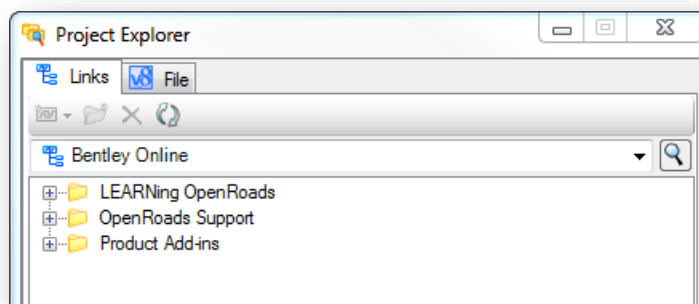 Project Explorer
Links V8 File
Bentley Online
LEARNing OpenRoads
OpenRoads Support
Product Add-ins